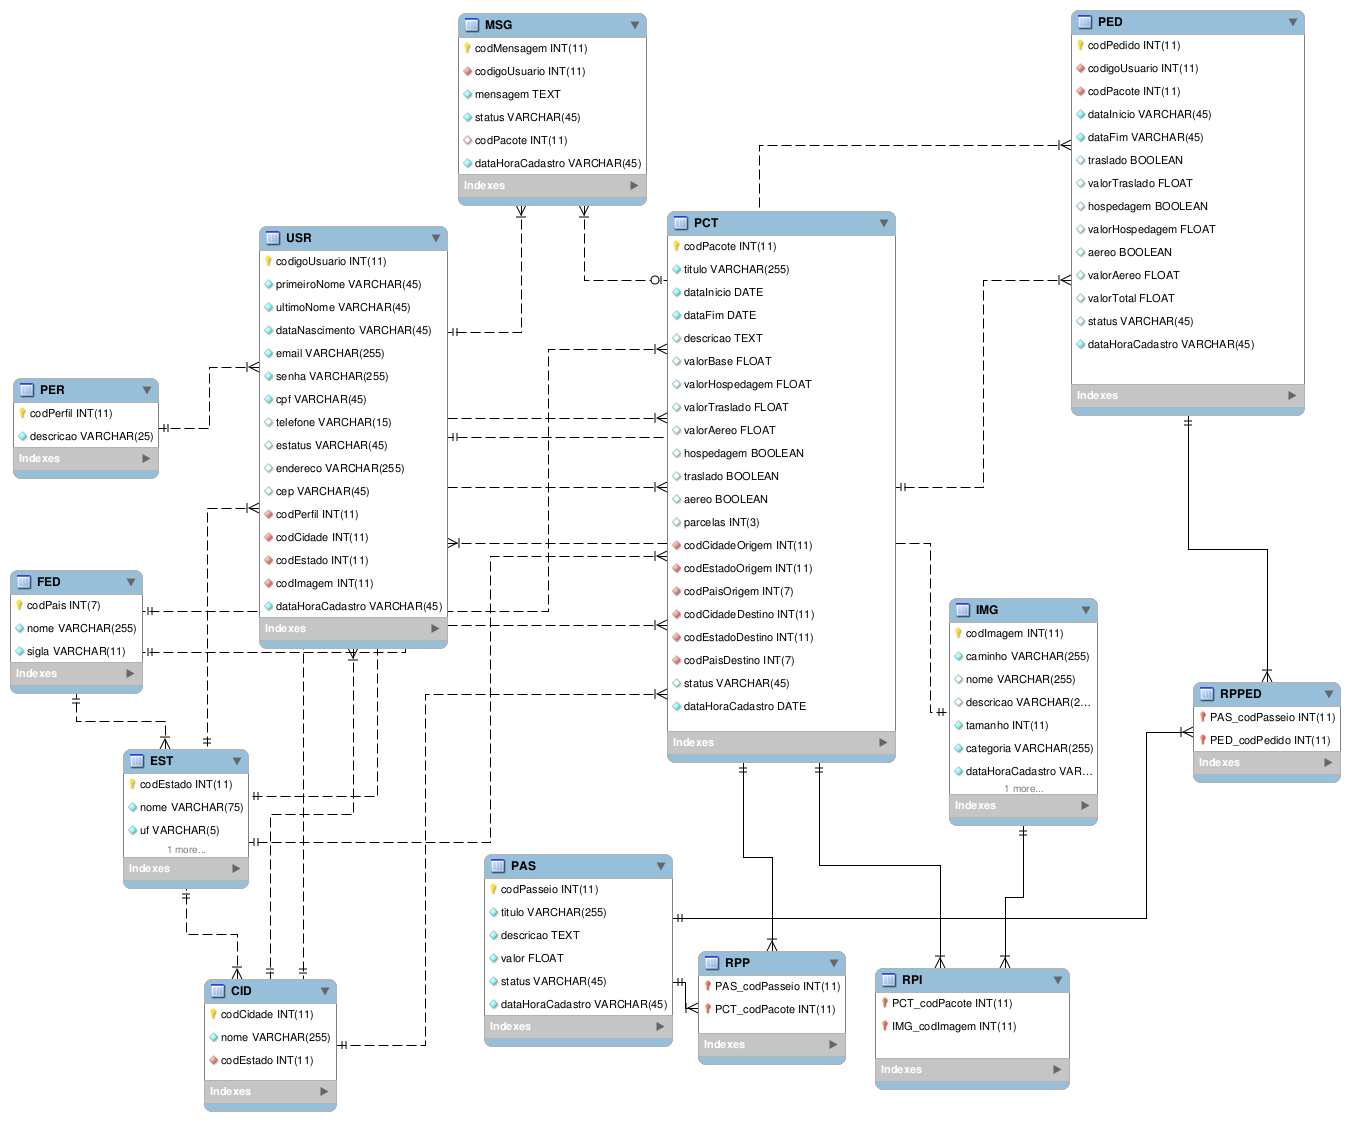 MSG
codMensagem INT(11)
codigoUsuario INT(11)
mensagem TEXT
status VARCHAR(45)
codPacote INT(11)
dataHoraCadastro VARCHAR(45)
Indexes
PED
codPedido INT(11)
codigoUsuario INT(11)
codPacote INT(11)
dataInicio VARCHAR(45)
dataFim VARCHAR(45)
traslado BOOLEAN
valorTraslado FLOAT
hospedagem BOOLEAN
valorHospedagem FLOAT
aereo BOOLEAN
valorAereo FLOAT
valorTotal FLOAT
status VARCHAR(45)
dataHoraCadastro VARCHAR(45)
Indexes
USR
codigoUsuario INT(11)
primeiroNome VARCHAR(45)
ultimoNome VARCHAR(45)
dataNascimento VARCHAR(45)
email VARCHAR(255)
senha VARCHAR(255)
cpf VARCHAR(45)
telefone VARCHAR(15)
estatus VARCHAR(45)
endereco VARCHAR(255)
cep VARCHAR(45)
codPerfil INT(11)
codCidade INT(11)
codEstado INT(11)
codImagem INT(11)
dataHoraCadastro VARCHAR(45)
Indexes
PCT
codPacote INT(11)
titulo VARCHAR(255)
dataInicio DATE
dataFim DATE
descricao TEXT
valorBase FLOAT
valorHospedagem FLOAT
valorTraslado FLOAT
valorAereo FLOAT
hospedagem BOOLEAN
traslado BOOLEAN
aereo BOOLEAN
parcelas INT(3)
codCidadeOrigem INT(11)
codEstadoOrigem INT(11)
codPaisOrigem INT(7)
codCidadeDestino INT(11)
codEstadoDestino INT(11)
codPaisDestino INT(7)
status VARCHAR(45)
dataHoraCadastro DATE
Indexes
PER
codPerfil INT(11)
descricao VARCHAR(25)
Indexes
FED
codPais INT(7)
nome VARCHAR(255)
sigla VARCHAR(11)
Indexes
IMG
codImagem INT(11)
caminho VARCHAR(255)
nome VARCHAR(255)
descricao VARCHAR(2...
tamanho INT(11)
categoria VARCHAR(255)
dataHoraCadastro VAR...
1 more...
Indexes
RPPED
PAS_codPasseio INT(11)
PED_codPedido INT(11)
Indexes
EST
codEstado INT(11)
nome VARCHAR(75)
uf VARCHAR(5)
1 more...
Indexes
PAS
codPasseio INT(11)
titulo VARCHAR(255)
descricao TEXT
valor FLOAT
status VARCHAR(45)
dataHoraCadastro VARCHAR(45)
Indexes
RPP
PAS_codPasseio INT(11)
PCT_codPacote INT(11)
Indexes
RPI
PCT_codPacote INT(11)
IMG_codImagem INT(11)
Indexes
CID
codCidade INT(11)
nome VARCHAR(255)
codEstado INT(11)
Indexes